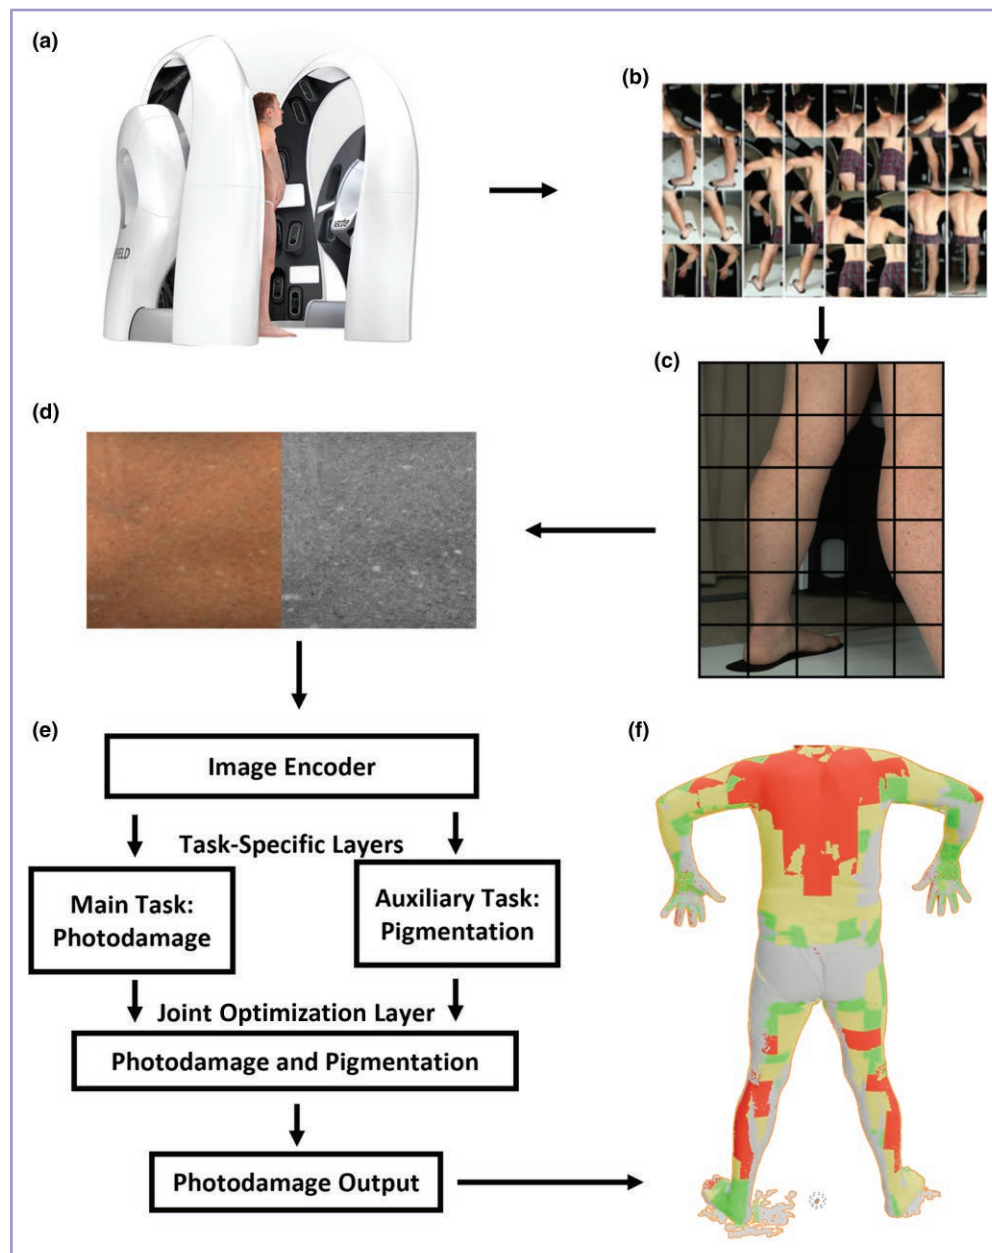 (a)
(b)
(c)
(d)
(e)
Image Encoder
Task-Specific Layers
Main Task:
Photodamage
Auxiliary Task:
Pigmentation
Joint Optimization Layer
Photodamage and Pigmentation
Photodamage Output
(f)